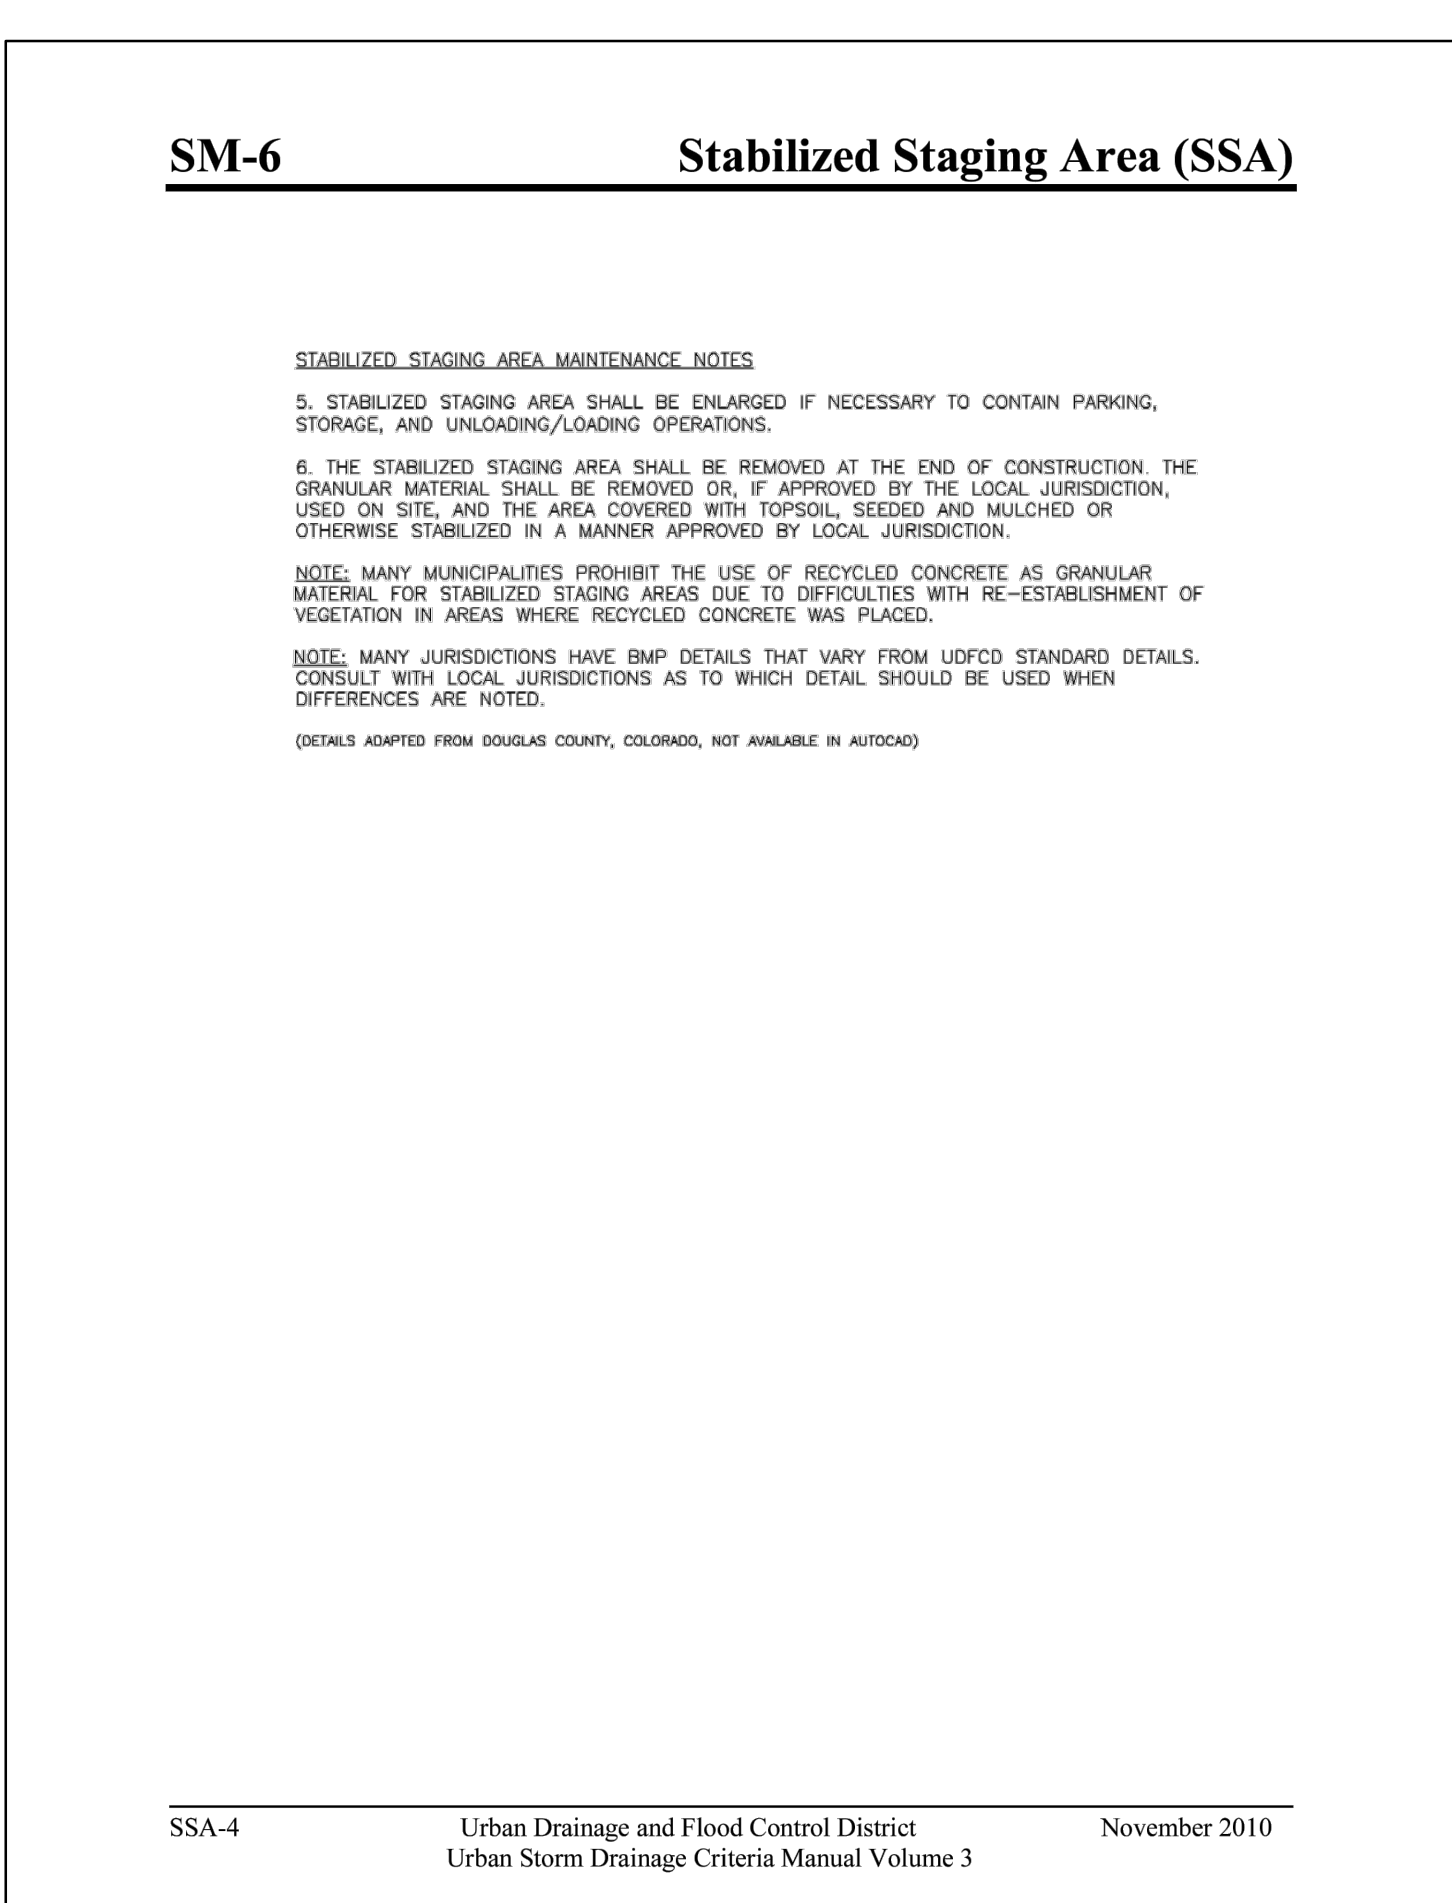 SM-6 Stabilized Staging Area (SSA)
STABILIZED STAGING AREA MAINTENANCE NOTES
5. STABILIZED STAGING AREA SHALL BE ENLARGED IF NECESSARY TO CONTAIN PARKING,
STORAGE, AND UNLOADING/LOADING OPERATIONS.
6. THE STABILIZED STAGING AREA SHALL BE REMOVED AT THE END OF CONSTRUCTION. THE
GRANULAR MATERIAL SHALL BE REMOVED OR, IF APPROVED BY THE LOCAL JURISDICTION,
USED ON SITE, AND THE AREA COVERED WITH TOPSOIL, SEEDED AND MULCHED OR
OTHERWISE STABILIZED IN A MANNER APPROVED BY LOCAL JURISDICTION.
NOTE: MANY MUNICIPALITIES PROHIBIT THE USE OF RECYCLED CONCRETE AS GRANULAR
MATERIAL FOR STABILIZED STAGING AREAS DUE TO DIFFICULTIES WITH RE-ESTABLISHMENT OF
VEGETATION IN AREAS WHERE RECYCLED CONCRETE WAS PLACED.
NOTE: MANY JURISDICTIONS HAVE BMP DETAILS THAT VARY FROM UDFCD STANDARD DETAILS.
CONSULT WITH LOCAL JURISDICTIONS AS TO WHICH DETAIL SHOULD BE USED WHEN
DIFFERENCES ARE NOTED.
(DETAILS ADAPTED FROM DOUGLAS COUNTY, COLORADO, NOT AVAILABLE IN AUTOCAD)
SSA-4 Urban Drainage and Flood Control District November 2010
Urban Storm Drainage Criteria Manual Volume 3